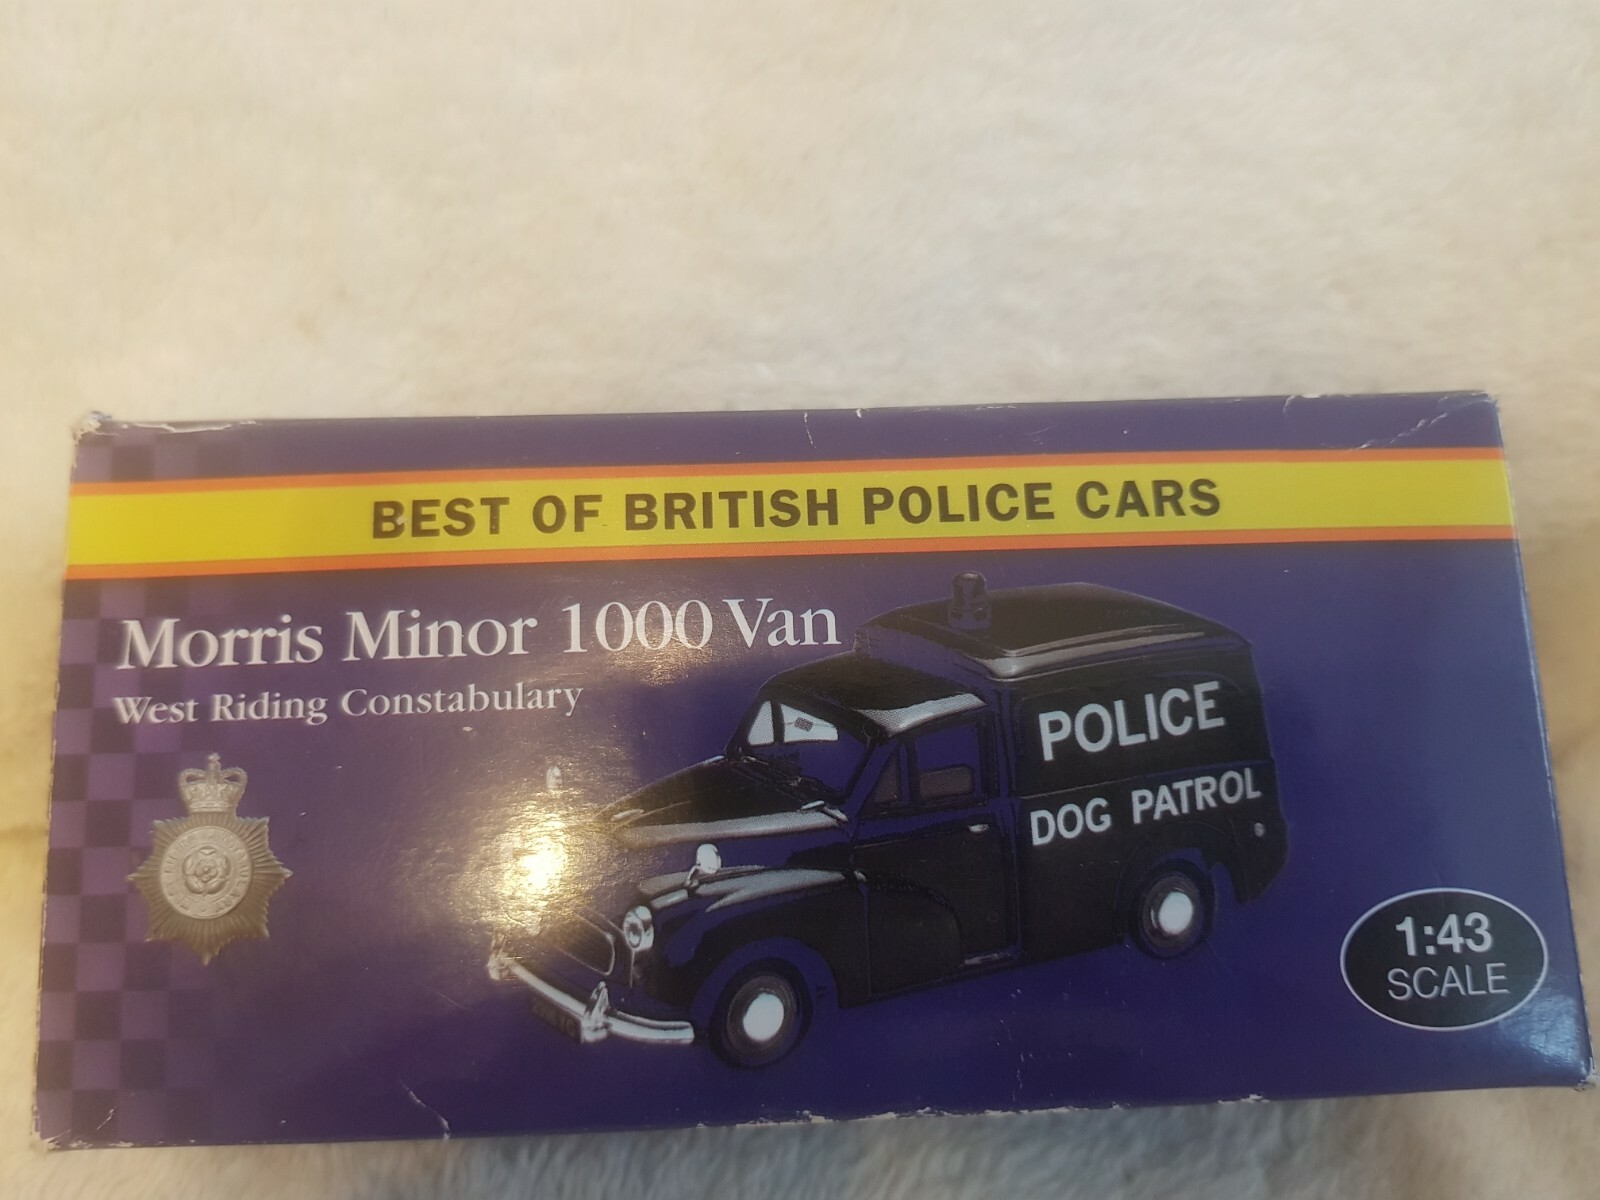 BEST OF BRITISH POLICE CARS
Morris Minor 1000 Van
West Riding Constabulary
POLICE
DOG PATROL
1:43
SCALE